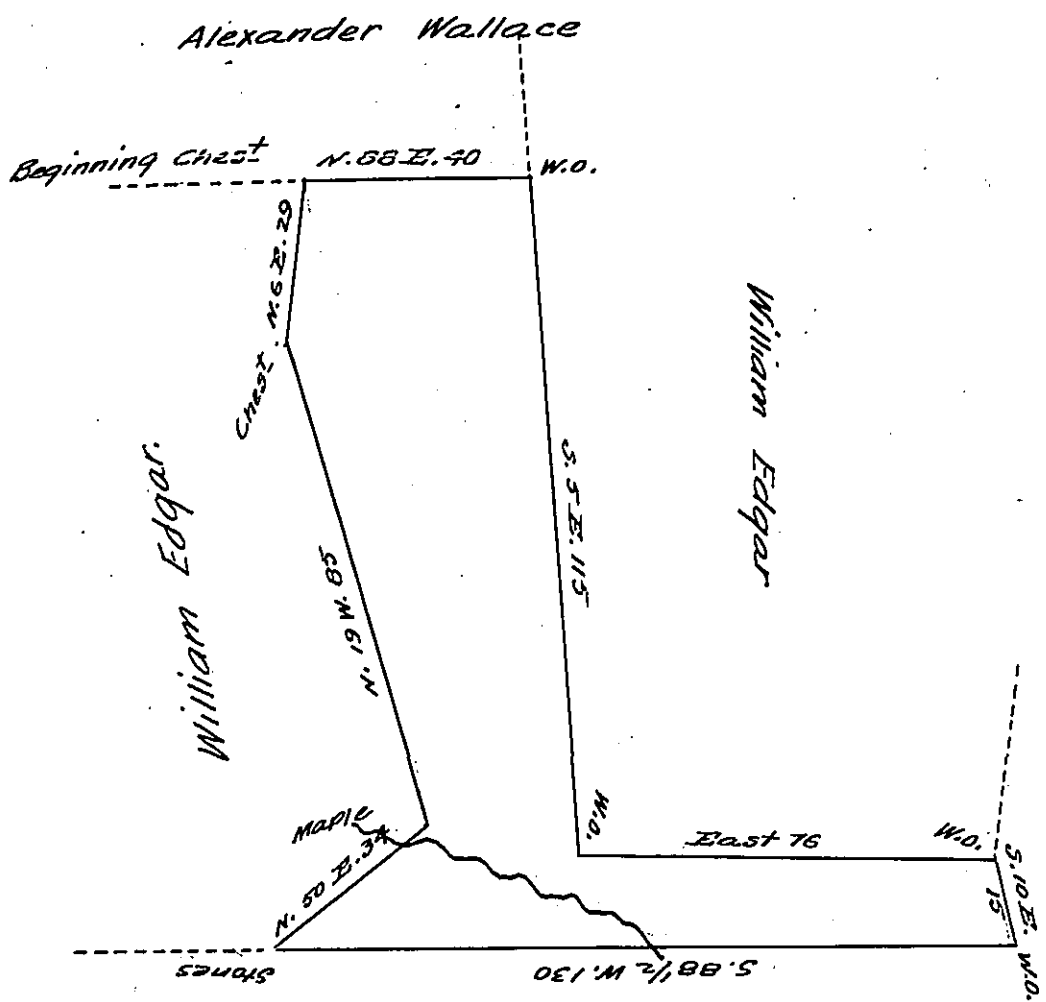 Alexander Wallace
Beginning Chest
N. 88 E. 40
W.O.
N. 6 E. 29
Chest.
William Edgar
S. 5 E. 115
William Edgar.
N. 19 W. 85
Maple
N. 50 E. 34
W.O.
East 76
W.O.
S. 10 E.
15
W.O.
S. 88 1/2 W. 130
Stones